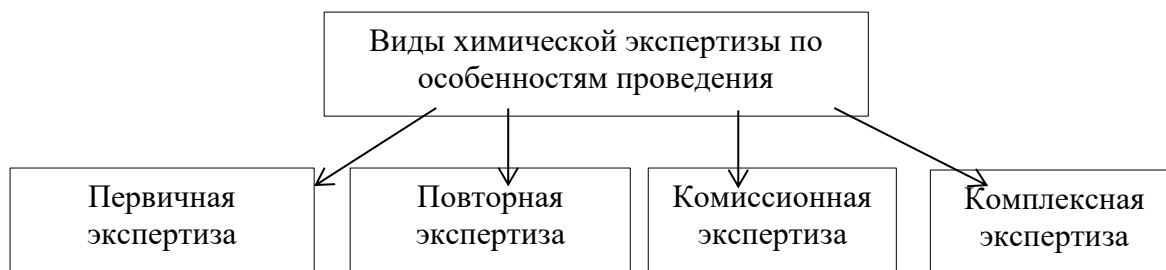 Виды химической экспертизы по
особенностям проведения
Первичная
экспертиза
Повторная
экспертиза
Комиссионная
экспертиза
Комплексная
экспертиза